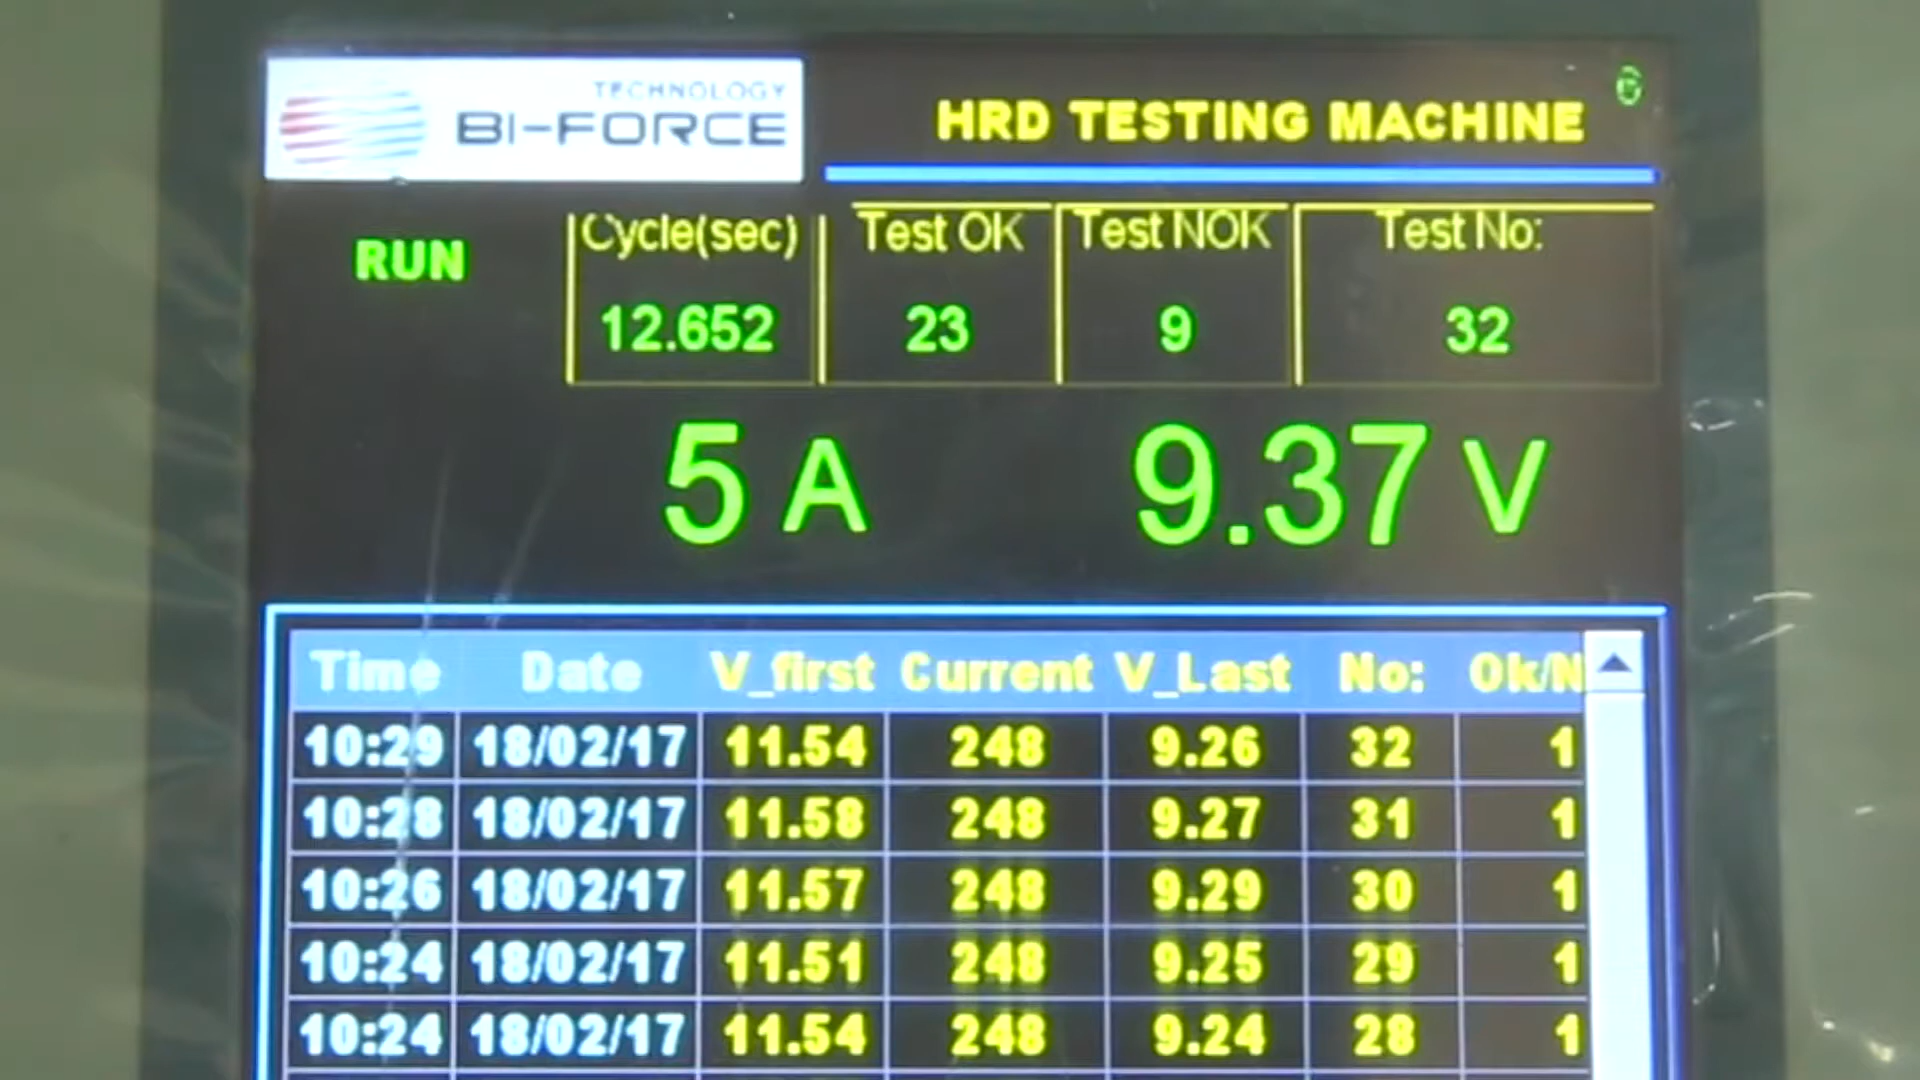 TECHNOLOGY
BI-FORCE
HRD TESTING MACHINE
RUN
Cycle(sec) Test OK Test NOK Test No:
12.652 23 9 32
5 A 9.37 V
Time Date V_first Current V_Last No: Ok/N
10:29 18/02/17 11.54 248 9.26 32 1
10:28 18/02/17 11.58 248 9.27 31 1
10:26 18/02/17 11.57 248 9.29 30 1
10:24 18/02/17 11.51 248 9.25 29 1
10:24 18/02/17 11.54 248 9.24 28 1